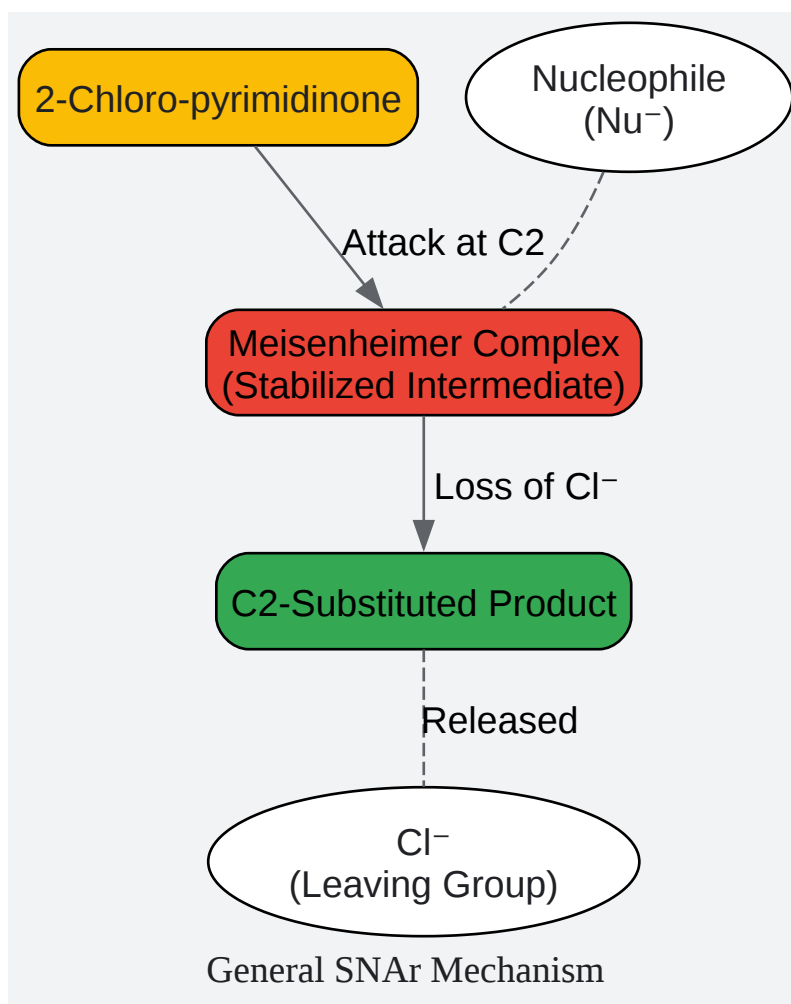 2-Chloro-pyrimidinone
Nucleophile
(Nu⁻)
Attack at C2
Meisenheimer Complex
(Stabilized Intermediate)
Loss of Cl⁻
C2-Substituted Product
Released
Cl⁻
(Leaving Group)
General SNAr Mechanism